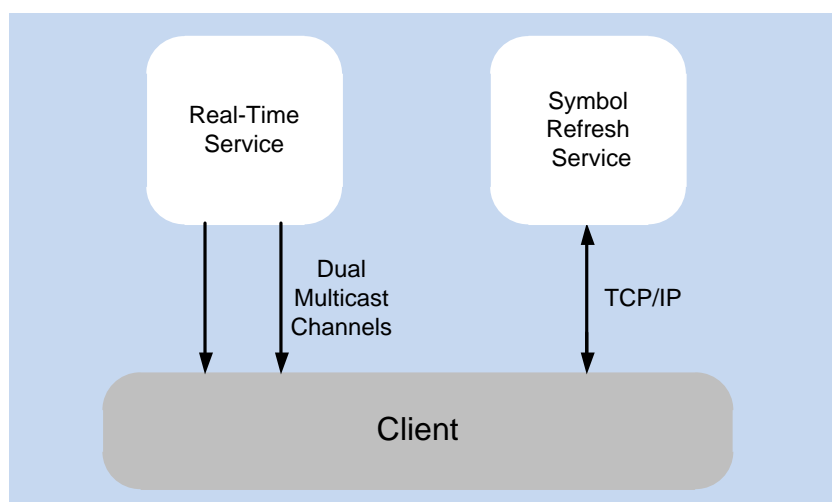 Real-Time
Service
Symbol
Refresh
Service
Dual
Multicast
Channels
TCP/IP
Client